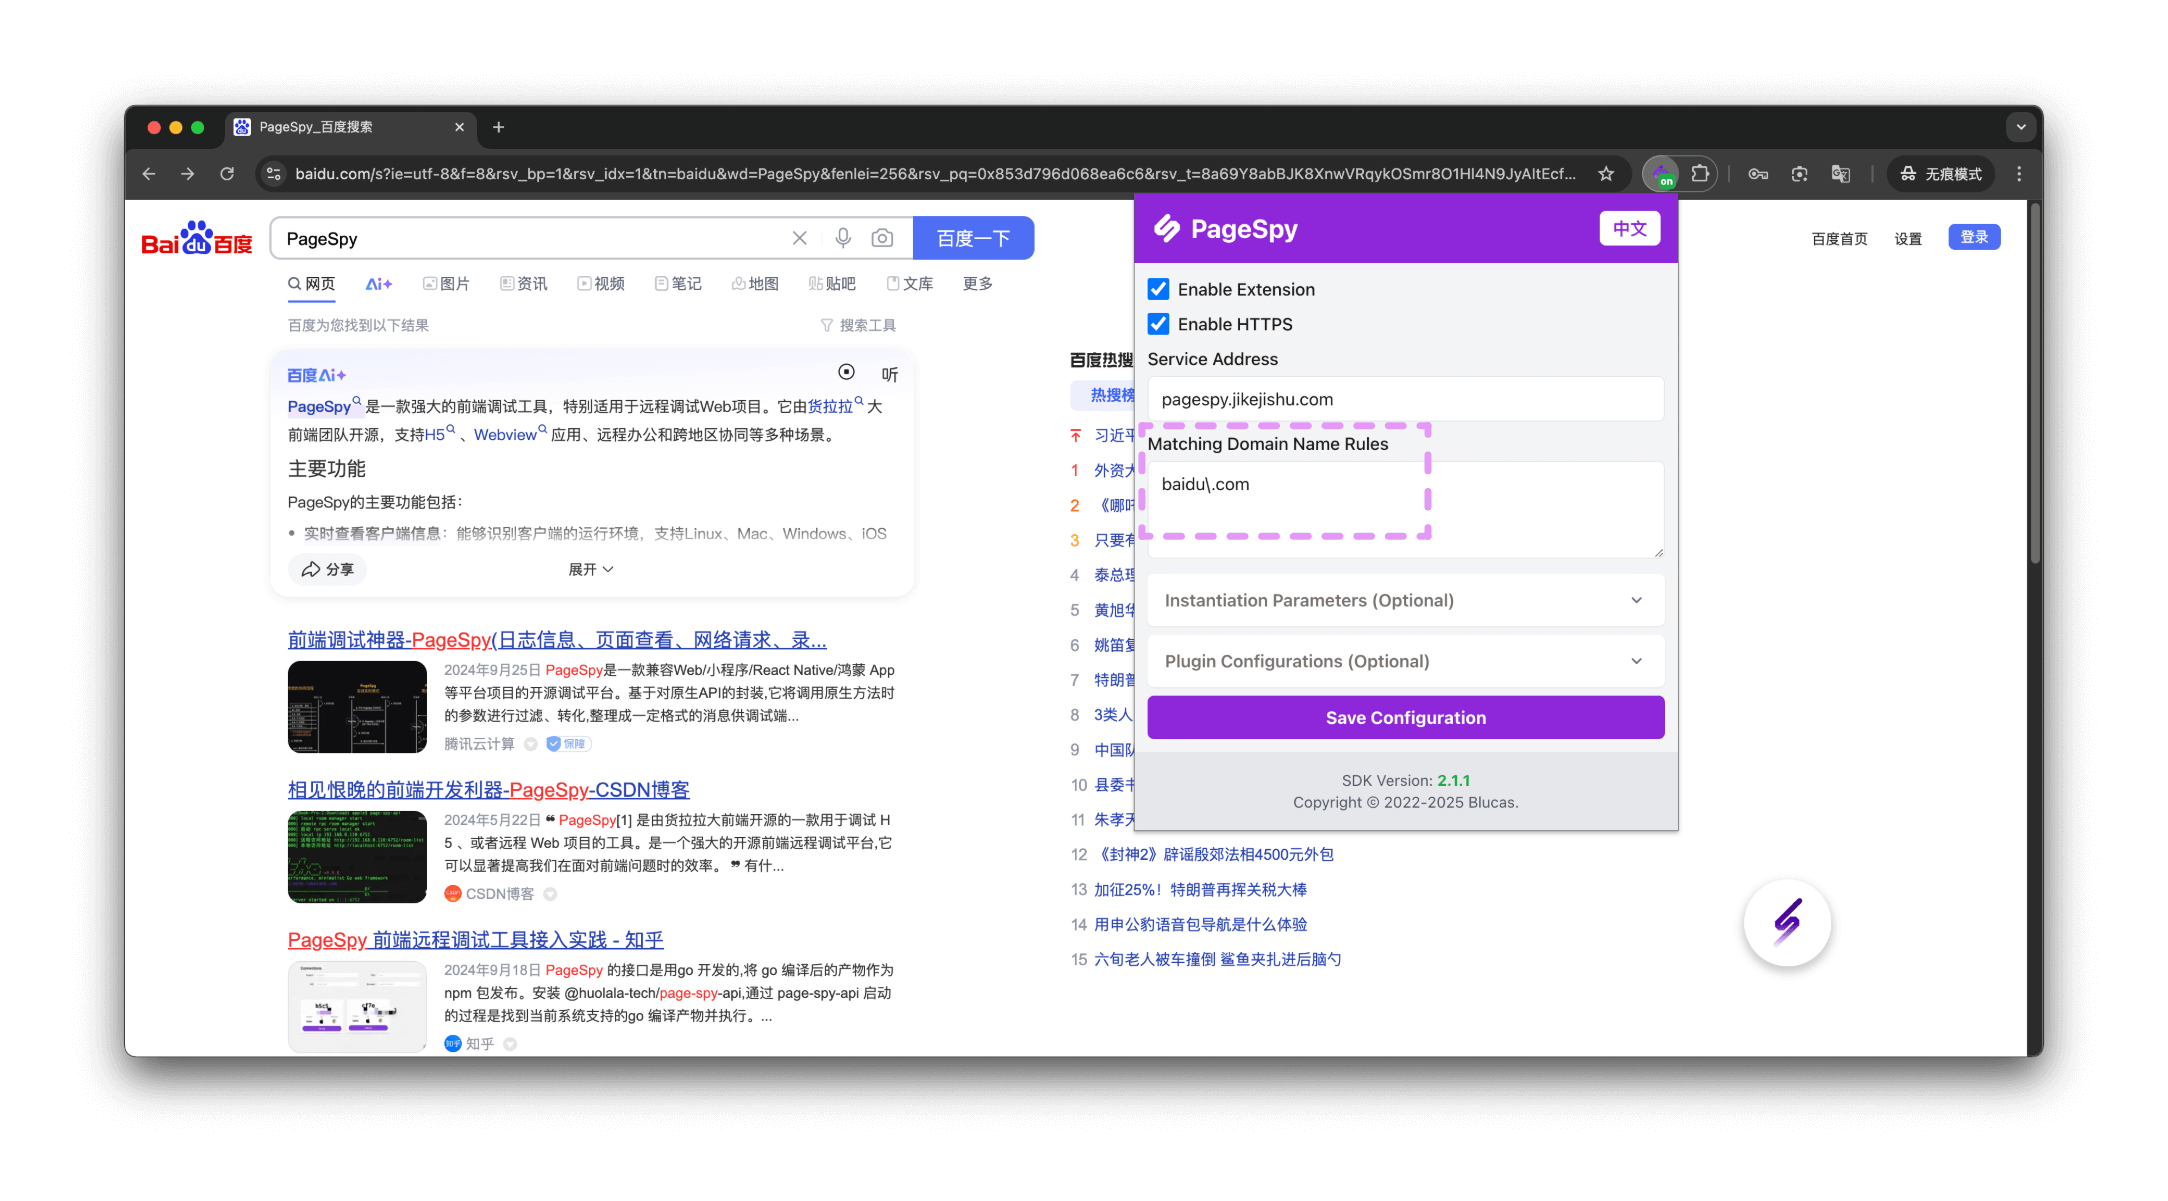 PageSpy_百度搜索
baidu.com/s?ie=utf-8&f=8&rsv_bp=1&rsv_idx=1&tn=baidu&wd=PageSpy&fenlei=256&rsv_pq=0x853d796d068ea6c6&rsv_t=8a69Y8abBJK8XnwVRqykOSmr8O1Hl4N9JyAltEcf...
on
无痕模式
Bai du 百度
PageSpy
百度一下
百度首页
设置
登录
网页
Ai+
图片
资讯
视频
笔记
地图
贴吧
文库
更多
百度为您找到以下结果
搜索工具
百度Ai+
听
PageSpy是一款强大的前端调试工具，特别适用于远程调试Web项目。它由货拉拉大
前端团队开源，支持H5、Webview应用、远程办公和跨地区协同等多种场景。
主要功能
PageSpy的主要功能包括：
• 实时查看客户端信息：能够识别客户端的运行环境，支持Linux、Mac、Windows、iOS
分享
展开
前端调试神器-PageSpy(日志信息、页面查看、网络请求、录...
2024年9月25日 PageSpy是一款兼容Web/小程序/React Native/鸿蒙 App
等平台项目的开源调试平台。基于对原生API的封装,它将调用原生方法时
的参数进行过滤、转化,整理成一定格式的消息供调试端...
腾讯云计算
保障
相见恨晚的前端开发利器-PageSpy-CSDN博客
2024年5月22日 ❝ PageSpy[1] 是由货拉拉大前端开源的一款用于调试 H
5 、或者远程 Web 项目的工具。是一个强大的开源前端远程调试平台,它
可以显著提高我们在面对前端问题时的效率。 ❞ 有什...
CSDN博客
PageSpy 前端远程调试工具接入实践 - 知乎
2024年9月18日 PageSpy 的接口是用go 开发的,将 go 编译后的产物作为
npm 包发布。安装 @huolala-tech/page-spy-api,通过 page-spy-api 启动
的过程是找到当前系统支持的go 编译产物并执行。...
知乎 知乎
百度热搜
热搜榜
习近平
1 外资大
2 《哪吒
3 只要有
4 泰总理
5 黄旭华
6 姚笛复
7 特朗普
8 3类人
9 中国队
10 县委书
11 朱孝天
12 《封神2》辟谣殷郊法相4500元外包
13 加征25%！特朗普再挥关税大棒
14 用申公豹语音包导航是什么体验
15 六旬老人被车撞倒 鲨鱼夹扎进后脑勺
PageSpy
中文
Enable Extension
Enable HTTPS
Service Address
pagespy.jikejishu.com
Matching Domain Name Rules
baidu\.com
Instantiation Parameters (Optional)
Plugin Configurations (Optional)
Save Configuration
SDK Version: 2.1.1
Copyright © 2022-2025 Blucas.